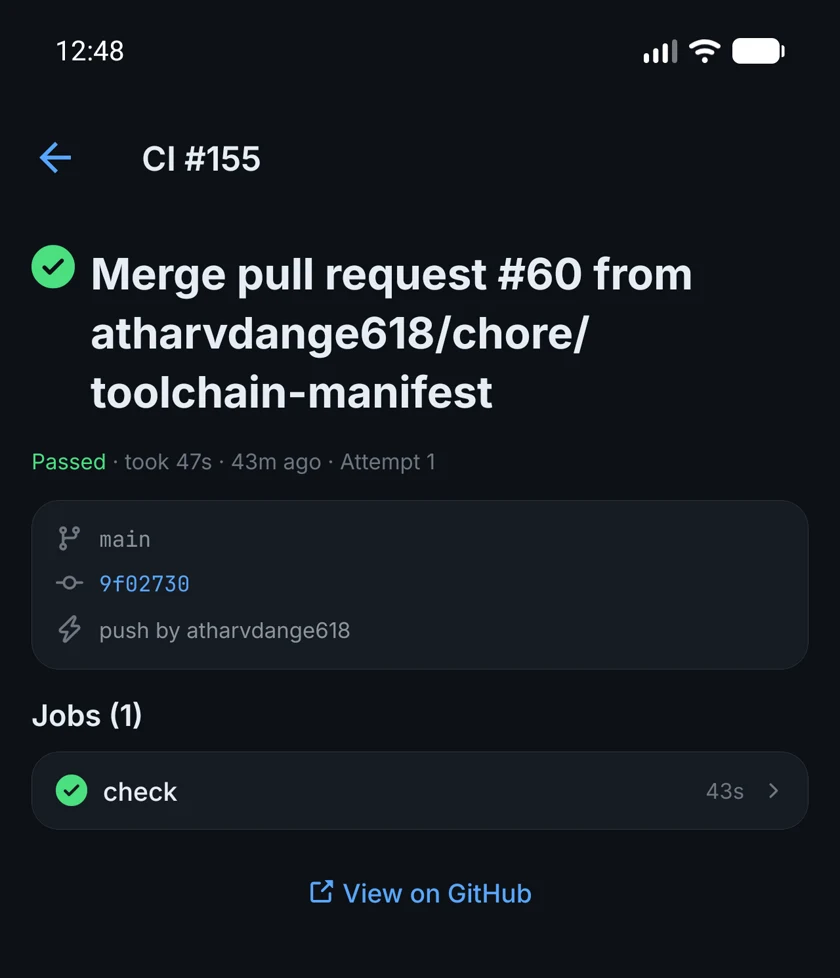 12:48
CI #155
Merge pull request #60 from
atharvdange618/chore/
toolchain-manifest
Passed · took 47s · 43m ago · Attempt 1
main
9f02730
push by atharvdange618
Jobs (1)
check 43s
View on GitHub